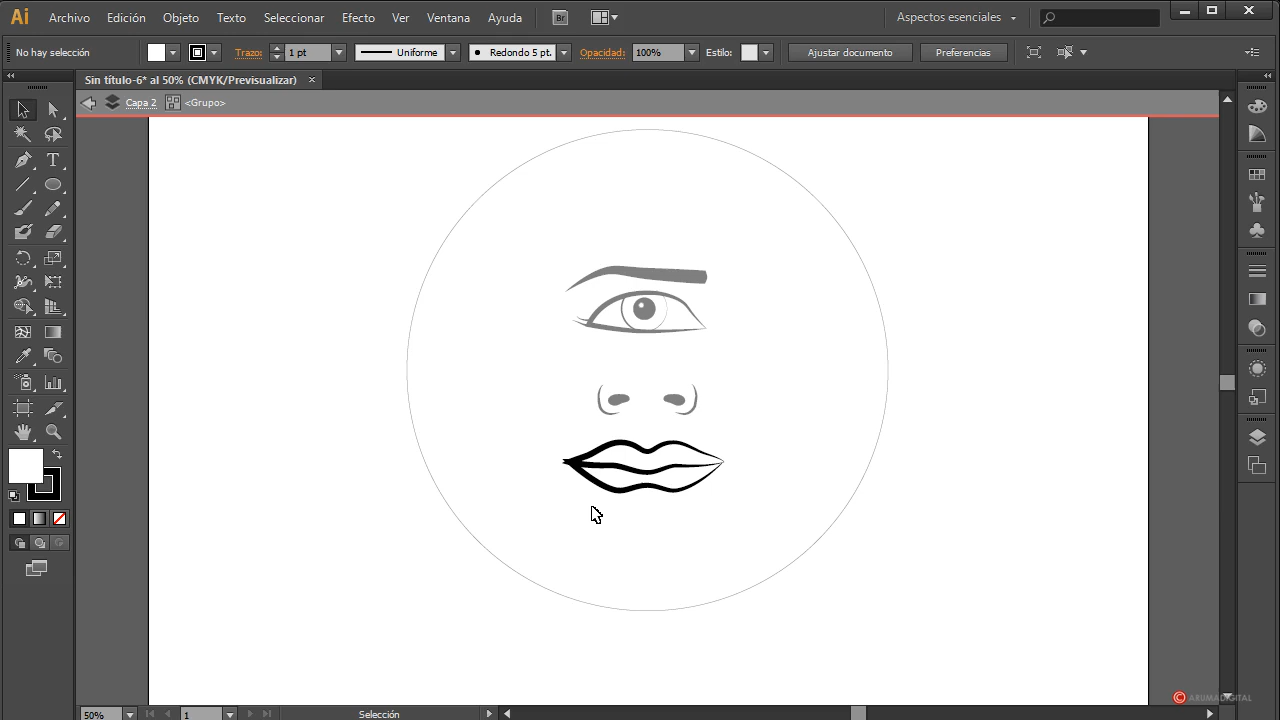 Ai Archivo Edición Objeto Texto Seleccionar Efecto Ver Ventana Ayuda Br Aspectos esenciales
No hay selección Trazo: 1 pt Uniforme Redondo 5 pt. Opacidad: 100% Estilo: Ajustar documento Preferencias
Sin título-6* al 50% (CMYK/Previsualizar) ×
Capa 2 <Grupo>
T
© ARUMADIGITAL
50% 1 Selección